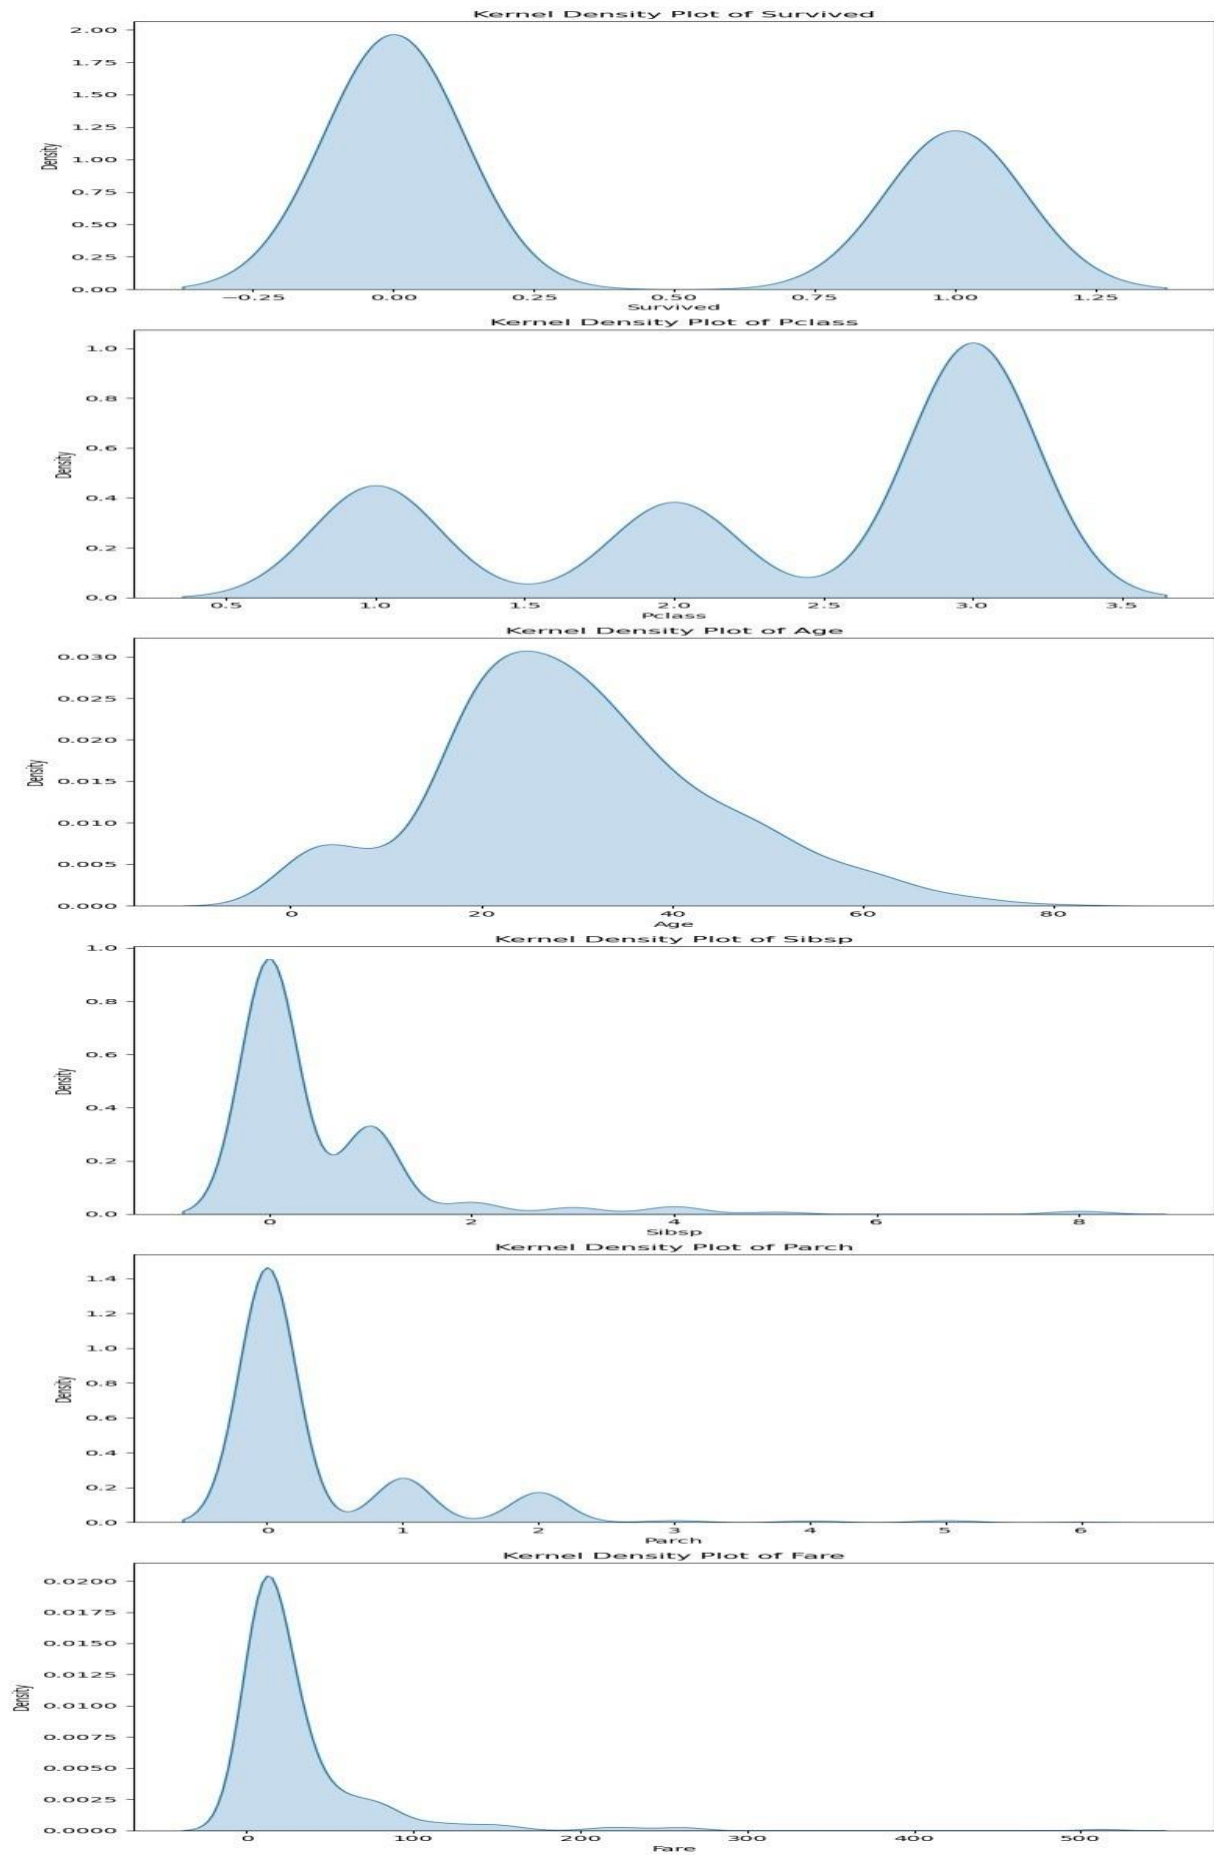 Kernel Density Plot of Survived
2.00
1.75
1.50
1.25
1.00
0.75
0.50
0.25
0.00
Density
−0.25 0.00 0.25 0.50 0.75 1.00 1.25
Survived
Kernel Density Plot of Pclass
1.0
0.8
0.6
0.4
0.2
0.0
Density
0.5 1.0 1.5 2.0 2.5 3.0 3.5
Pclass
Kernel Density Plot of Age
0.030
0.025
0.020
0.015
0.010
0.005
0.000
Density
0 20 40 60 80
Age
Kernel Density Plot of Sibsp
1.0
0.8
0.6
0.4
0.2
0.0
Density
0 2 4 6 8
Sibsp
Kernel Density Plot of Parch
1.4
1.2
1.0
0.8
0.6
0.4
0.2
0.0
Density
0 1 2 3 4 5 6
Parch
Kernel Density Plot of Fare
0.0200
0.0175
0.0150
0.0125
0.0100
0.0075
0.0050
0.0025
0.0000
Density
0 100 200 300 400 500
Fare